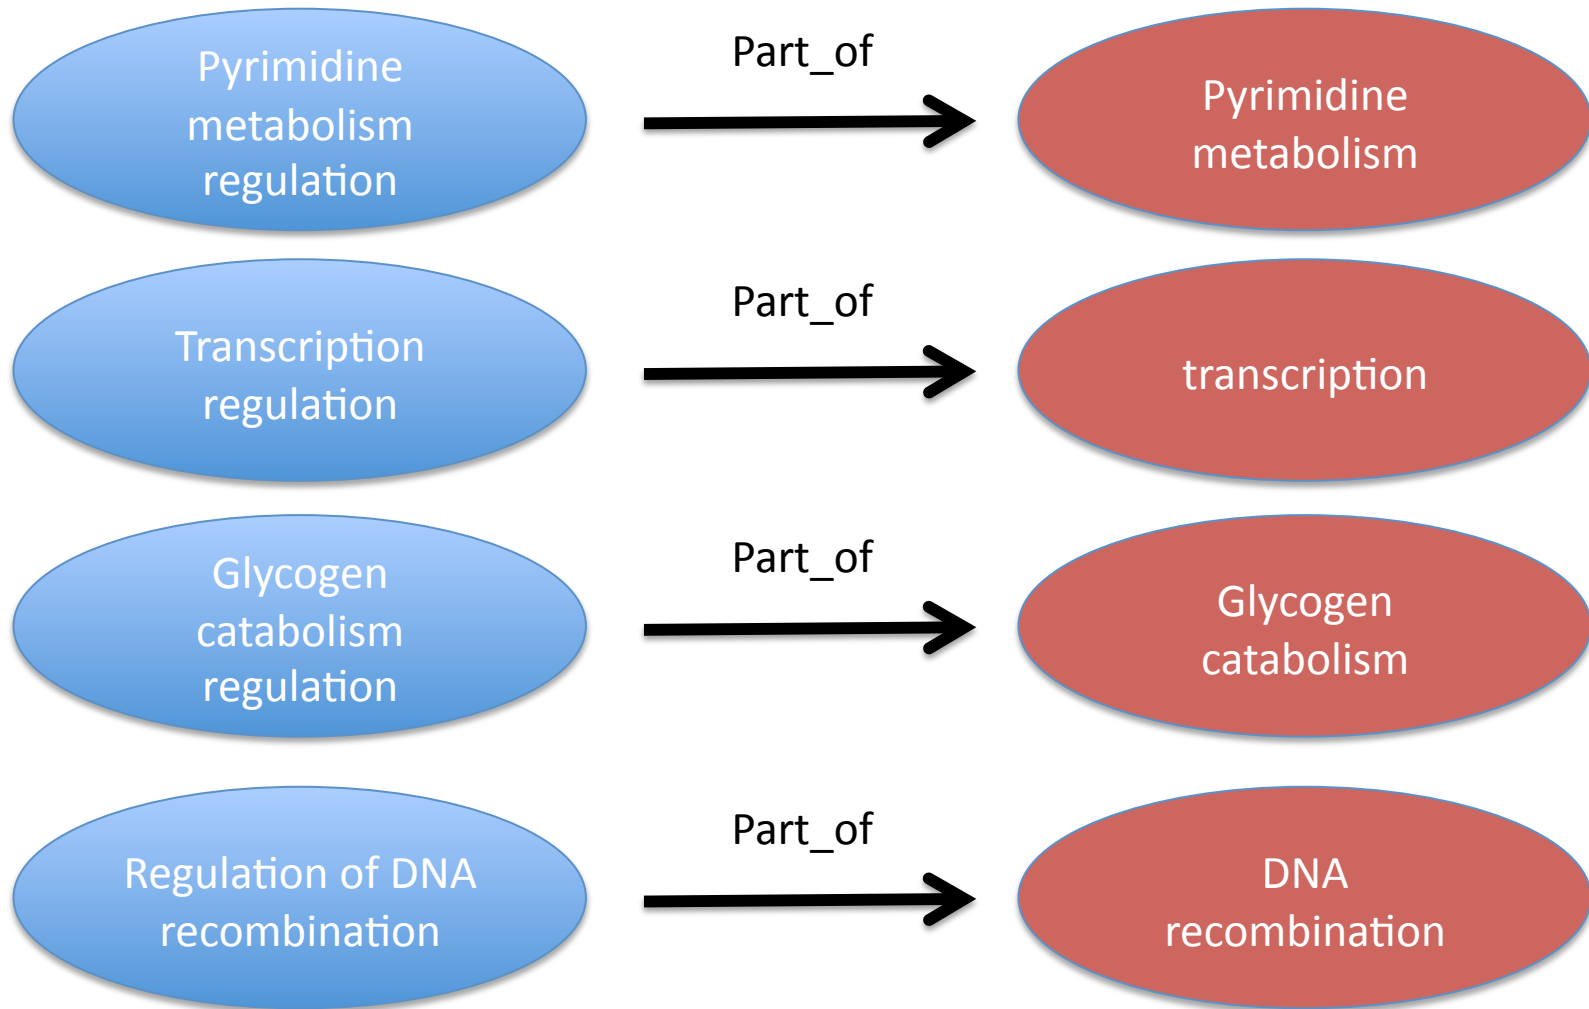 Pyrimidine
metabolism
regulation
Part_of
Pyrimidine
metabolism
Transcription
regulation
Part_of
transcription
Glycogen
catabolism
regulation
Part_of
Glycogen
catabolism
Regulation of DNA
recombination
Part_of
DNA
recombination